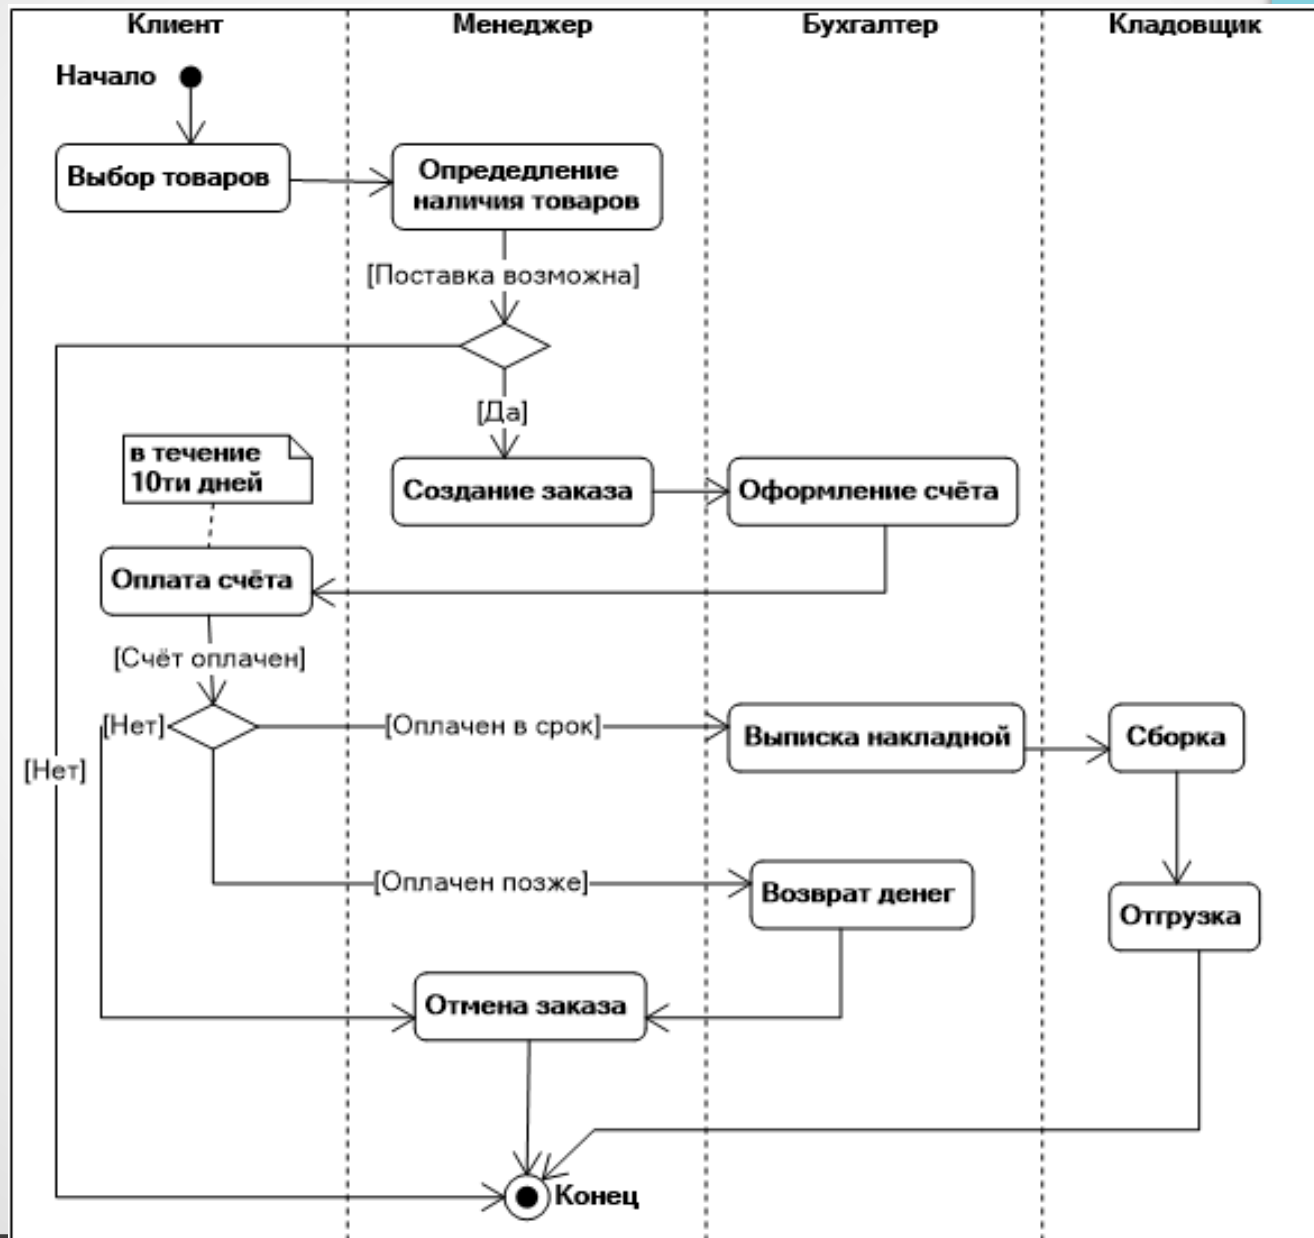 Клиент
Менеджер
Бухгалтер
Кладовщик
Начало
Выбор товаров
Опредедление
наличия товаров
[Поставка возможна]
[Да]
в течение
10ти дней
Создание заказа
Оформление счёта
Оплата счёта
[Счёт оплачен]
[Нет]
[Оплачен в срок]
Выписка накладной
Сборка
[Нет]
[Оплачен позже]
Возврат денег
Отгрузка
Отмена заказа
Конец